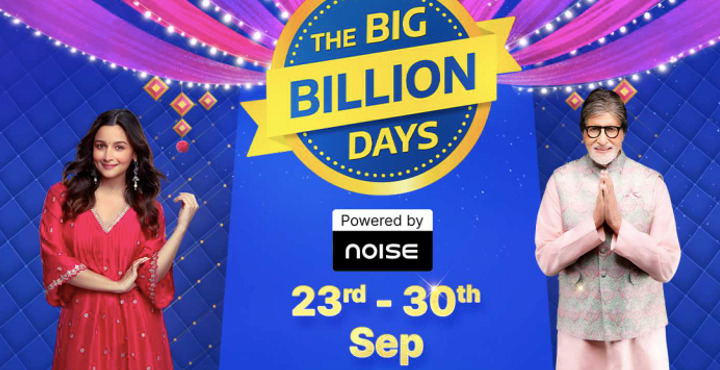 THE BIG
BILLION
DAYS
Powered by
noise
23rd - 30th
Sep